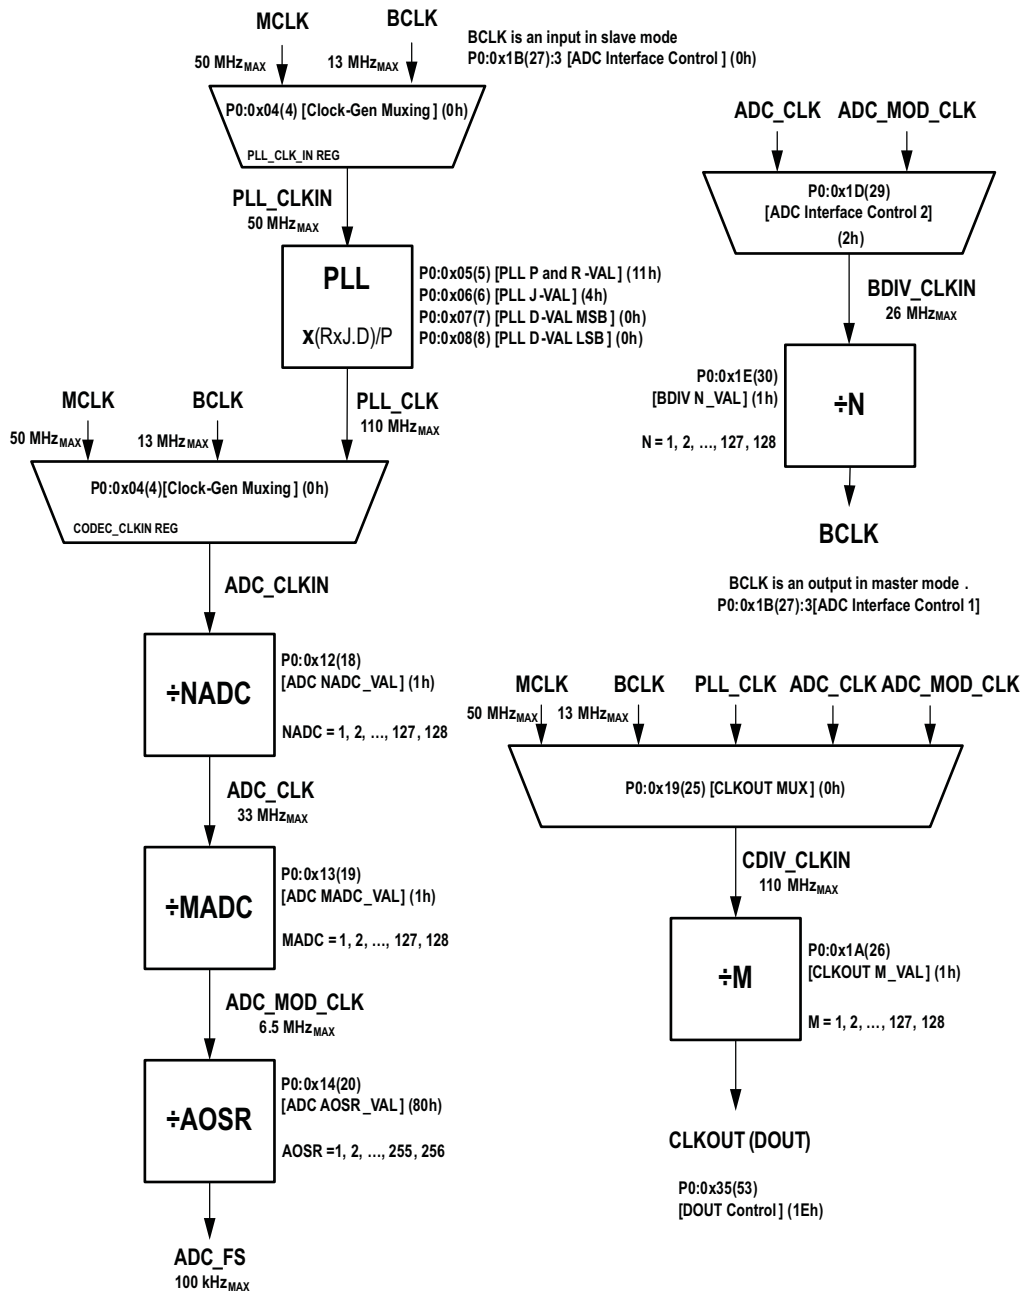 MCLK
BCLK
BCLK is an input in slave mode
P0:0x1B(27):3 [ADC Interface Control ] (0h)
50 MHzMAX
13 MHzMAX
P0:0x04(4) [Clock-Gen Muxing ] (0h)
PLL_CLK_IN REG
PLL_CLKIN
50 MHzMAX
PLL
x(RxJ.D)/P
P0:0x05(5) [PLL P and R -VAL] (11h)
P0:0x06(6) [PLL J-VAL] (4h)
P0:0x07(7) [PLL D-VAL MSB ] (0h)
P0:0x08(8) [PLL D-VAL LSB ] (0h)
MCLK
BCLK
PLL_CLK
110 MHzMAX
50 MHzMAX
13 MHzMAX
P0:0x04(4)[Clock-Gen Muxing ] (0h)
CODEC_CLKIN REG
ADC_CLKIN
÷NADC
P0:0x12(18)
[ADC NADC_VAL] (1h)
NADC = 1, 2, ..., 127, 128
ADC_CLK
33 MHzMAX
÷MADC
P0:0x13(19)
[ADC MADC_VAL] (1h)
MADC = 1, 2, ..., 127, 128
ADC_MOD_CLK
6.5 MHzMAX
÷AOSR
P0:0x14(20)
[ADC AOSR_VAL] (80h)
AOSR =1, 2, ..., 255, 256
ADC_FS
100 kHzMAX
ADC_CLK
ADC_MOD_CLK
P0:0x1D(29)
[ADC Interface Control 2]
(2h)
BDIV_CLKIN
26 MHzMAX
P0:0x1E(30)
[BDIV N_VAL] (1h)
N = 1, 2, ..., 127, 128
÷N
BCLK
BCLK is an output in master mode .
P0:0x1B(27):3[ADC Interface Control 1]
MCLK
BCLK
PLL_CLK
ADC_CLK
ADC_MOD_CLK
50 MHzMAX
13 MHzMAX
P0:0x19(25) [CLKOUT MUX] (0h)
CDIV_CLKIN
110 MHzMAX
÷M
P0:0x1A(26)
[CLKOUT M_VAL] (1h)
M = 1, 2, ..., 127, 128
CLKOUT (DOUT)
P0:0x35(53)
[DOUT Control ] (1Eh)